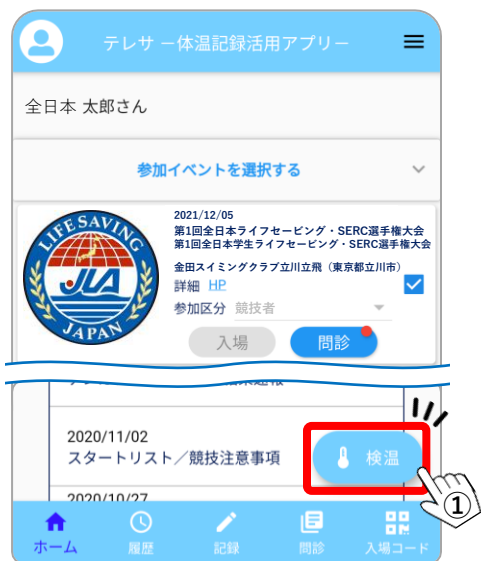 テレサ －体温記録活用アプリ－
全日本 太郎さん
参加イベントを選択する
LIFE SAVING
JLA
JAPAN
2021/12/05
第1回全日本ライフセービング・SERC選手権大会
第1回全日本学生ライフセービング・SERC選手権大会
金田スイミングクラブ立川立飛（東京都立川市）
詳細 HP
参加区分 競技者
入場 問診
2020/11/02
スタートリスト／競技注意事項
検温
①
2020/10/27
ホーム 履歴 記録 問診 入場コード